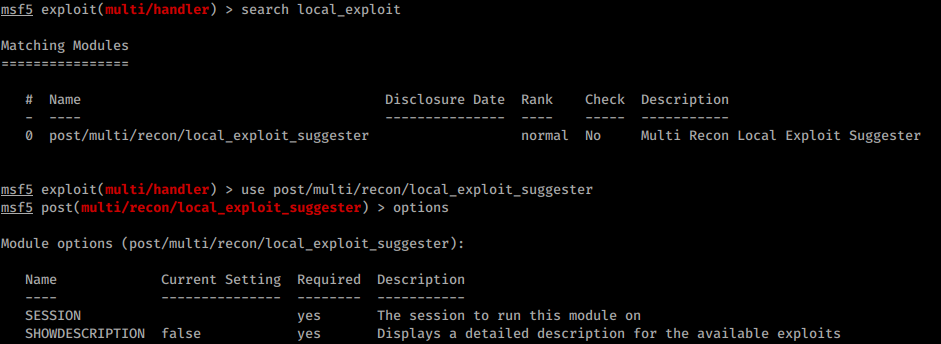 msf5 exploit(multi/handler) > search local_exploit
Matching Modules
================
#  Name                                      Disclosure Date  Rank    Check  Description
-  ----                                      ---------------  ----    -----  -----------
0  post/multi/recon/local_exploit_suggester                   normal  No     Multi Recon Local Exploit Suggester
msf5 exploit(multi/handler) > use post/multi/recon/local_exploit_suggester
msf5 post(multi/recon/local_exploit_suggester) > options
Module options (post/multi/recon/local_exploit_suggester):
Name             Current Setting  Required  Description
----             ---------------  --------  -----------
SESSION                           yes       The session to run this module on
SHOWDESCRIPTION  false            yes       Displays a detailed description for the available exploits